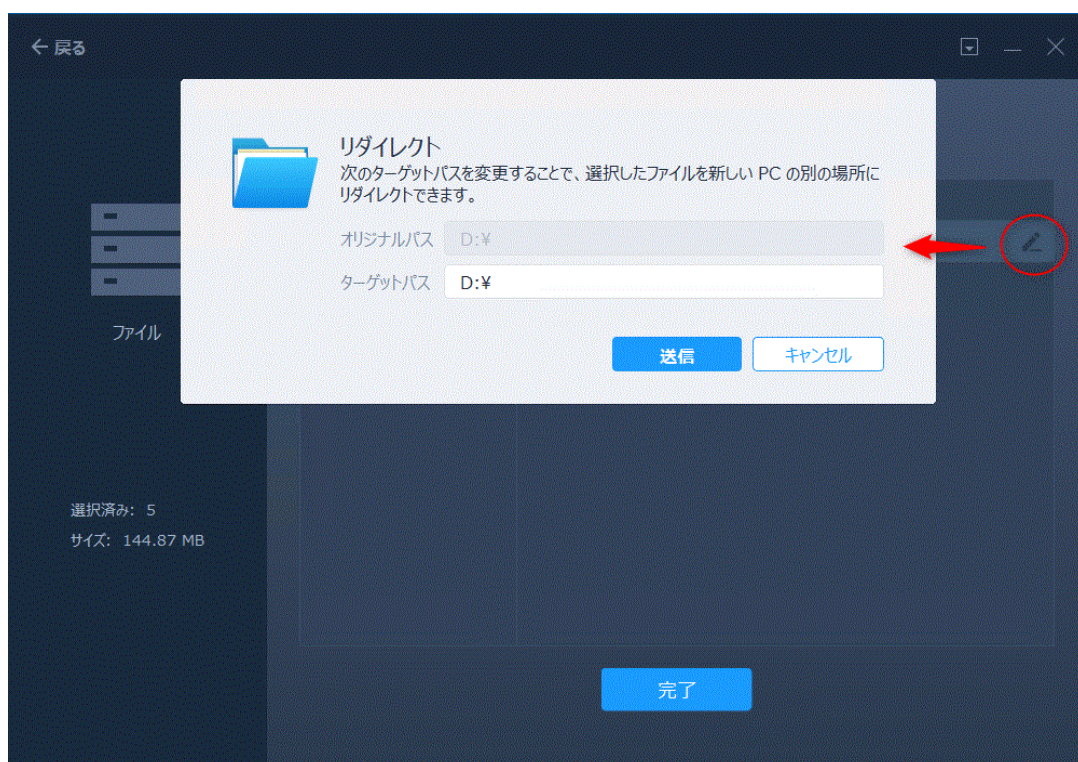 戻る
リダイレクト
次のターゲットパスを変更することで、選択したファイルを新しい PC の別の場所に
リダイレクトできます。
オリジナルパス D:¥
ターゲットパス D:¥
ファイル
送信 キャンセル
選択済み: 5
サイズ: 144.87 MB
完了